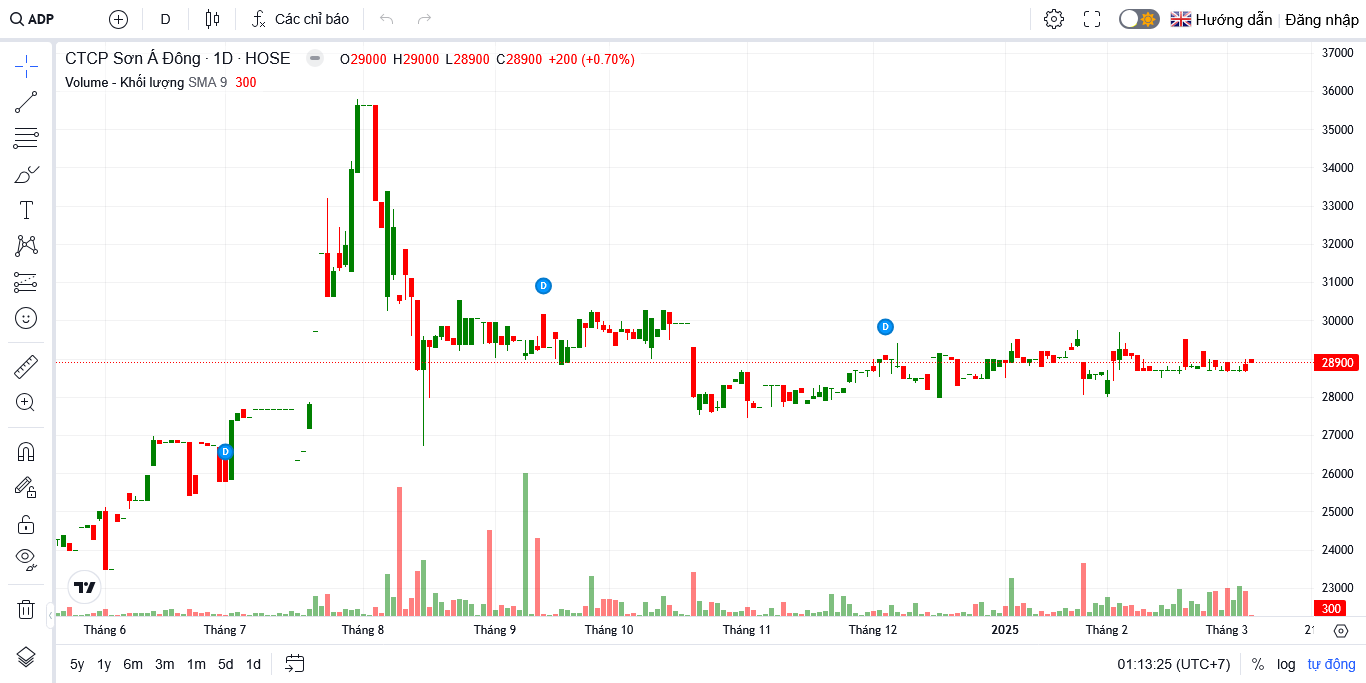 ADP D Các chỉ báo Hướng dẫn Đăng nhập
CTCP Sơn Á Đông · 1D · HOSE O29000 H29000 L28900 C28900 +200 (+0.70%)
Volume - Khối lượng SMA 9 300
37000
36000
35000
34000
33000
32000
31000
30000
28900
28000
27000
26000
25000
24000
23000
300
D
D
D
T
Tháng 6 Tháng 7 Tháng 8 Tháng 9 Tháng 10 Tháng 11 Tháng 12 2025 Tháng 2 Tháng 3
5y 1y 6m 3m 1m 5d 1d 01:13:25 (UTC+7) % log tự động